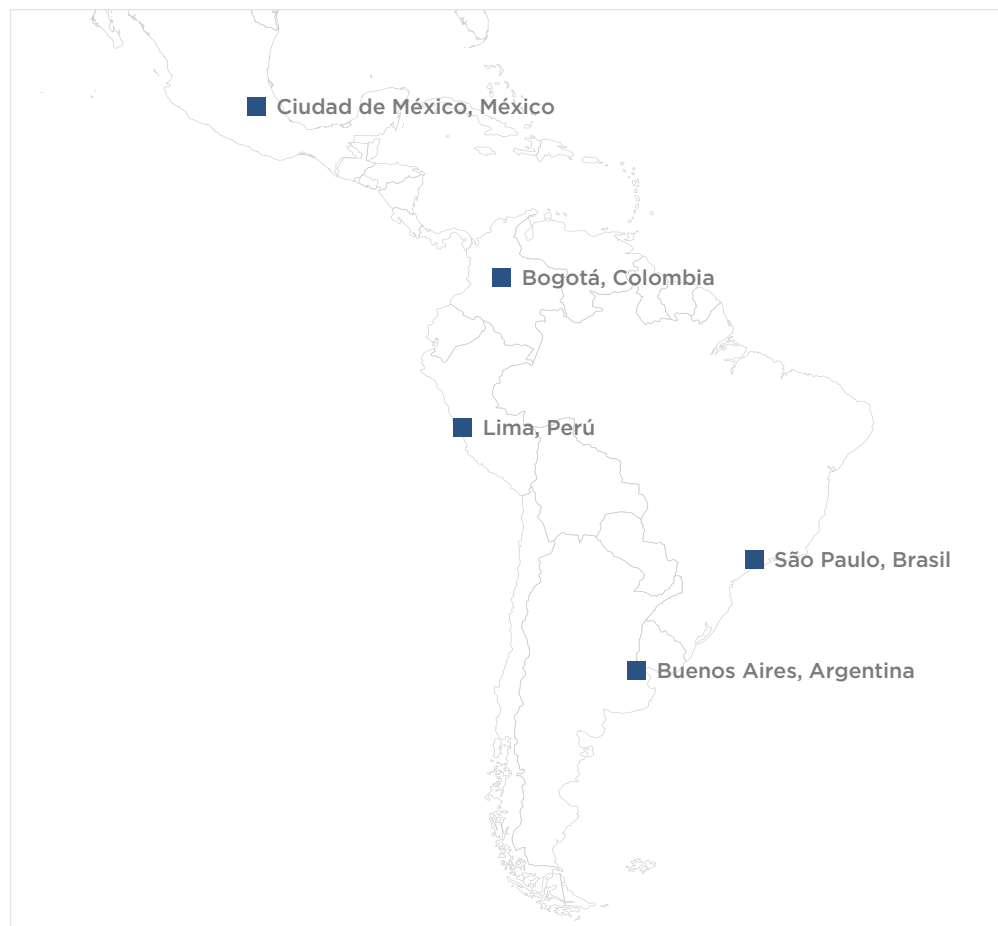 Ciudad de México, México
Bogotá, Colombia
Lima, Perú
São Paulo, Brasil
Buenos Aires, Argentina